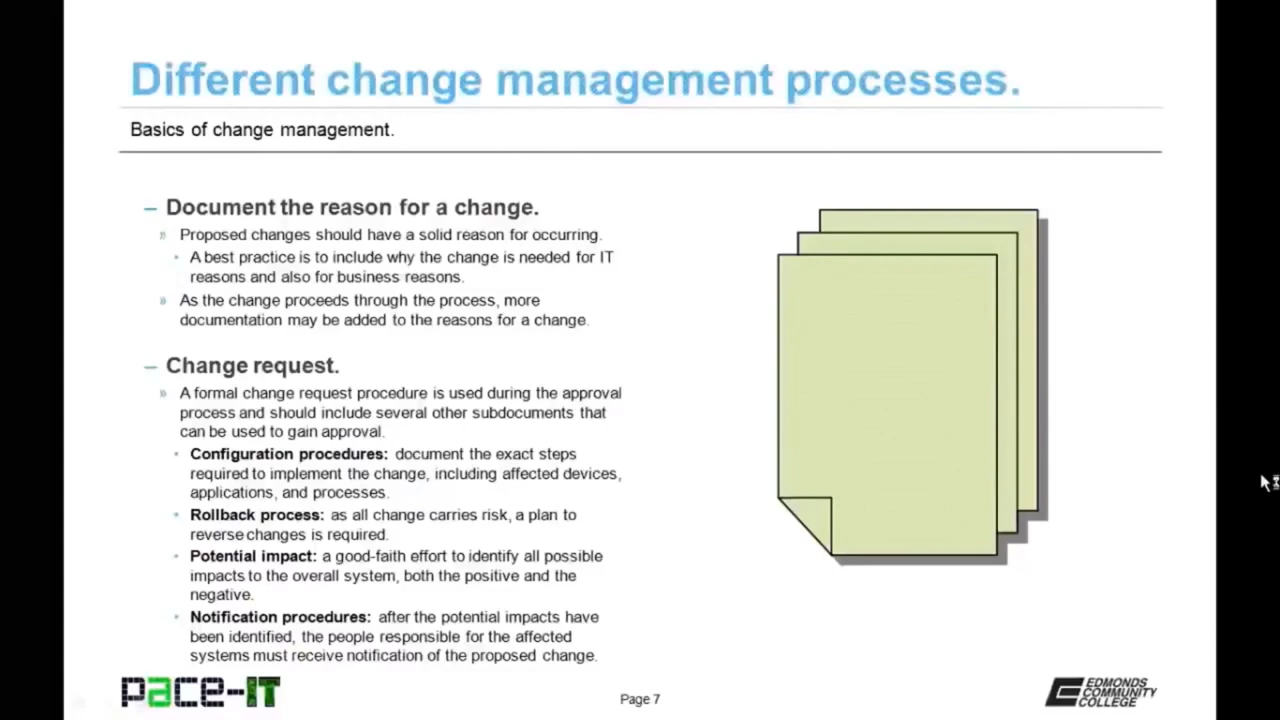 Different change management processes.
Basics of change management.
– Document the reason for a change.
» Proposed changes should have a solid reason for occurring.
• A best practice is to include why the change is needed for IT
reasons and also for business reasons.
» As the change proceeds through the process, more
documentation may be added to the reasons for a change.
– Change request.
» A formal change request procedure is used during the approval
process and should include several other subdocuments that
can be used to gain approval.
• Configuration procedures: document the exact steps
required to implement the change, including affected devices,
applications, and processes.
• Rollback process: as all change carries risk, a plan to
reverse changes is required.
• Potential impact: a good-faith effort to identify all possible
impacts to the overall system, both the positive and the
negative.
• Notification procedures: after the potential impacts have
been identified, the people responsible for the affected
systems must receive notification of the proposed change.
pace-IT
Page 7
EDMONDS
COMMUNITY
COLLEGE